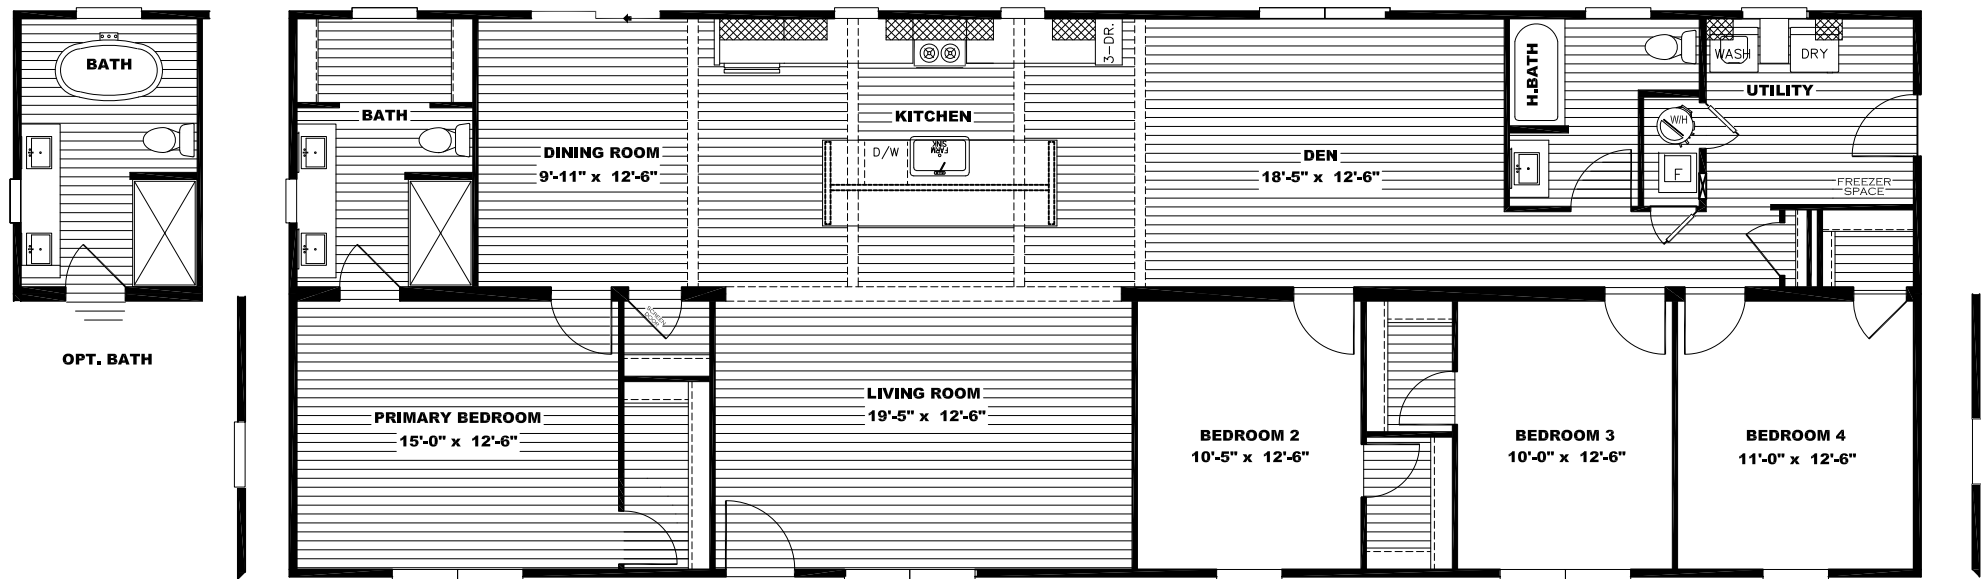 BATH
OPT. BATH
BATH
DINING ROOM
9'-11" x 12'-6"
KITCHEN
D/W
FARM
SINK
3-DR.
DEN
18'-5" x 12'-6"
H.BATH
WASH
DRY
UTILITY
W/H
F
FREEZER
SPACE
SCREEN
DOOR
PRIMARY BEDROOM
15'-0" x 12'-6"
LIVING ROOM
19'-5" x 12'-6"
BEDROOM 2
10'-5" x 12'-6"
BEDROOM 3
10'-0" x 12'-6"
BEDROOM 4
11'-0" x 12'-6"